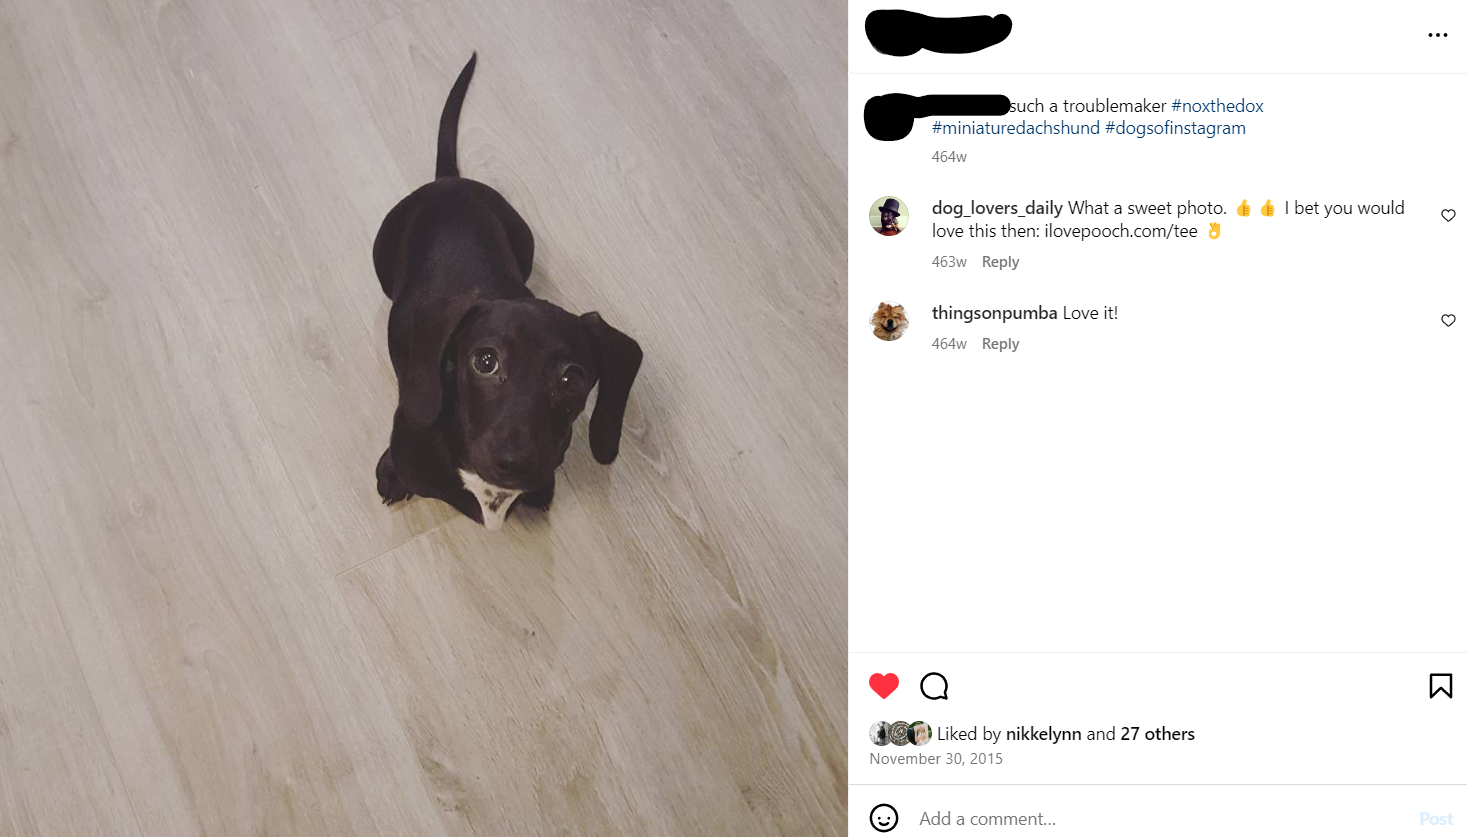 such a troublemaker #noxthedox
#miniaturedachshund #dogsofinstagram
464w
dog_lovers_daily What a sweet photo. 👍 👍 I bet you would
love this then: ilovepooch.com/tee 👌
463w Reply
thingsonpumba Love it!
464w Reply
Liked by nikkelynn and 27 others
November 30, 2015
Add a comment...
Post